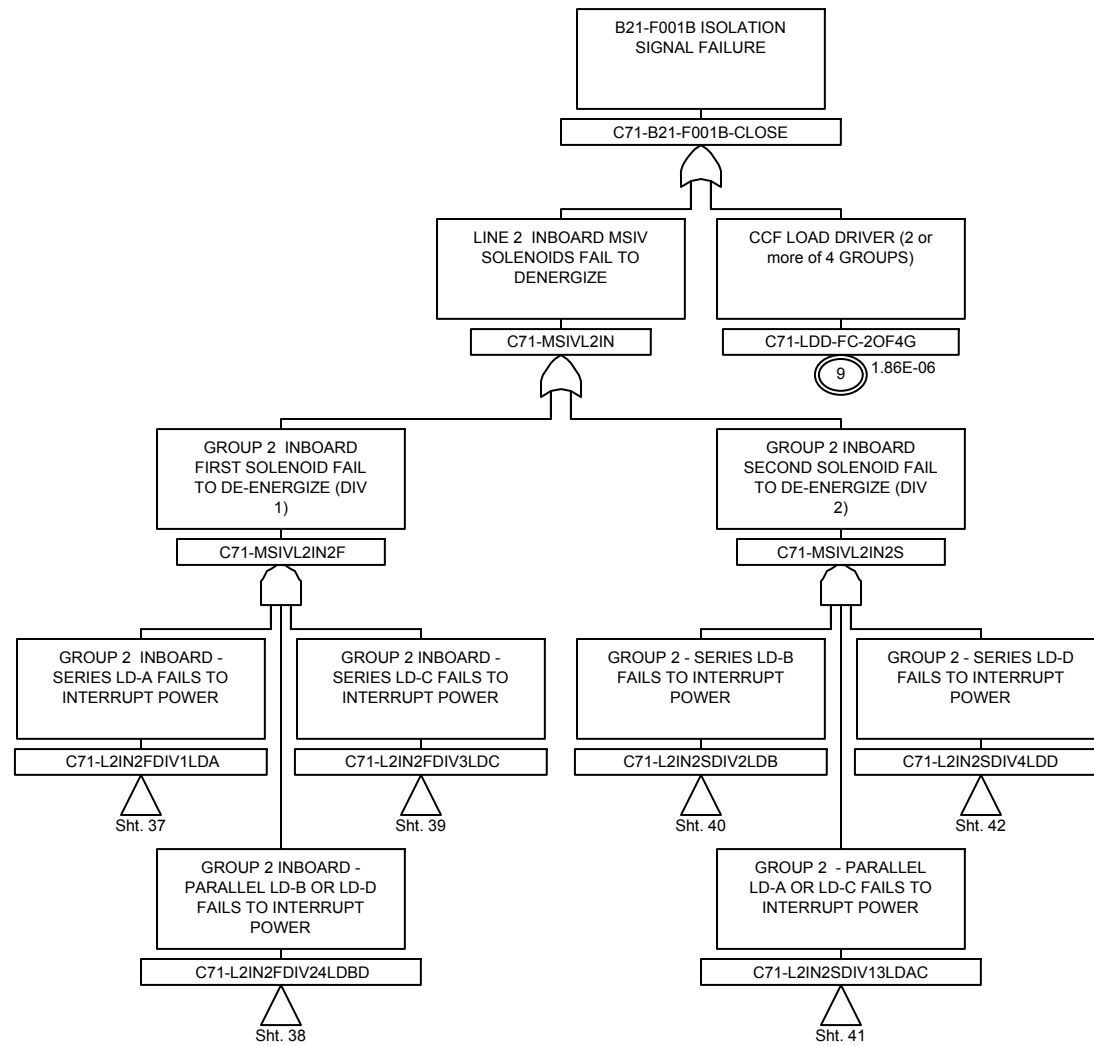 B21-F001B ISOLATION
SIGNAL FAILURE
C71-B21-F001B-CLOSE
LINE 2 INBOARD MSIV
SOLENOIDS FAIL TO
DENERGIZE
C71-MSIVL2IN
CCF LOAD DRIVER (2 or
more of 4 GROUPS)
C71-LDD-FC-2OF4G
9
1.86E-06
GROUP 2 INBOARD
FIRST SOLENOID FAIL
TO DE-ENERGIZE (DIV
1)
C71-MSIVL2IN2F
GROUP 2 INBOARD
SECOND SOLENOID FAIL
TO DE-ENERGIZE (DIV
2)
C71-MSIVL2IN2S
GROUP 2 INBOARD -
SERIES LD-A FAILS TO
INTERRUPT POWER
C71-L2IN2FDIV1LDA
Sht. 37
GROUP 2 INBOARD -
SERIES LD-C FAILS TO
INTERRUPT POWER
C71-L2IN2FDIV3LDC
Sht. 39
GROUP 2 - SERIES LD-B
FAILS TO INTERRUPT
POWER
C71-L2IN2SDIV2LDB
Sht. 40
GROUP 2 - SERIES LD-D
FAILS TO INTERRUPT
POWER
C71-L2IN2SDIV4LDD
Sht. 42
GROUP 2 INBOARD -
PARALLEL LD-B OR LD-D
FAILS TO INTERRUPT
POWER
C71-L2IN2FDIV24LDBD
Sht. 38
GROUP 2 - PARALLEL
LD-A OR LD-C FAILS TO
INTERRUPT POWER
C71-L2IN2SDIV13LDAC
Sht. 41